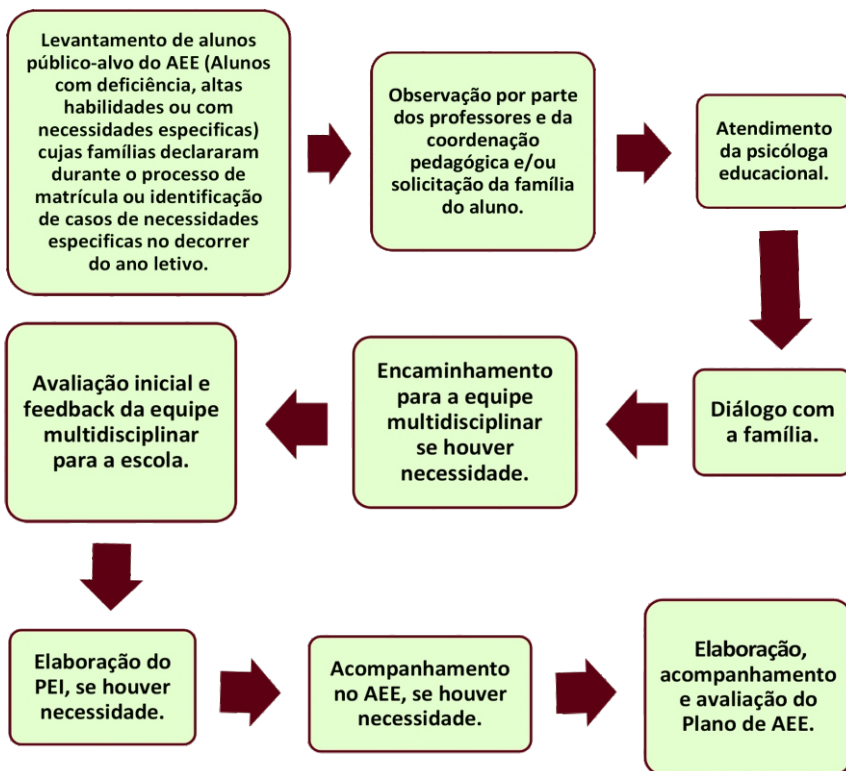 Levantamento de alunos
público-alvo do AEE (Alunos
com deficiência, altas
habilidades ou com
necessidades especificas)
cujas famílias declararam
durante o processo de
matrícula ou identificação
de casos de necessidades
especificas no decorrer
do ano letivo.
Observação por parte
dos professores e da
coordenação
pedagógica e/ou
solicitação da família
do aluno.
Atendimento
da psicóloga
educacional.
Diálogo com
a família.
Encaminhamento
para a equipe
multidisciplinar
se houver
necessidade.
Avaliação inicial e
feedback da equipe
multidisciplinar
para a escola.
Elaboração do
PEI, se houver
necessidade.
Acompanhamento
no AEE, se houver
necessidade.
Elaboração,
acompanhamento
e avaliação do
Plano de AEE.